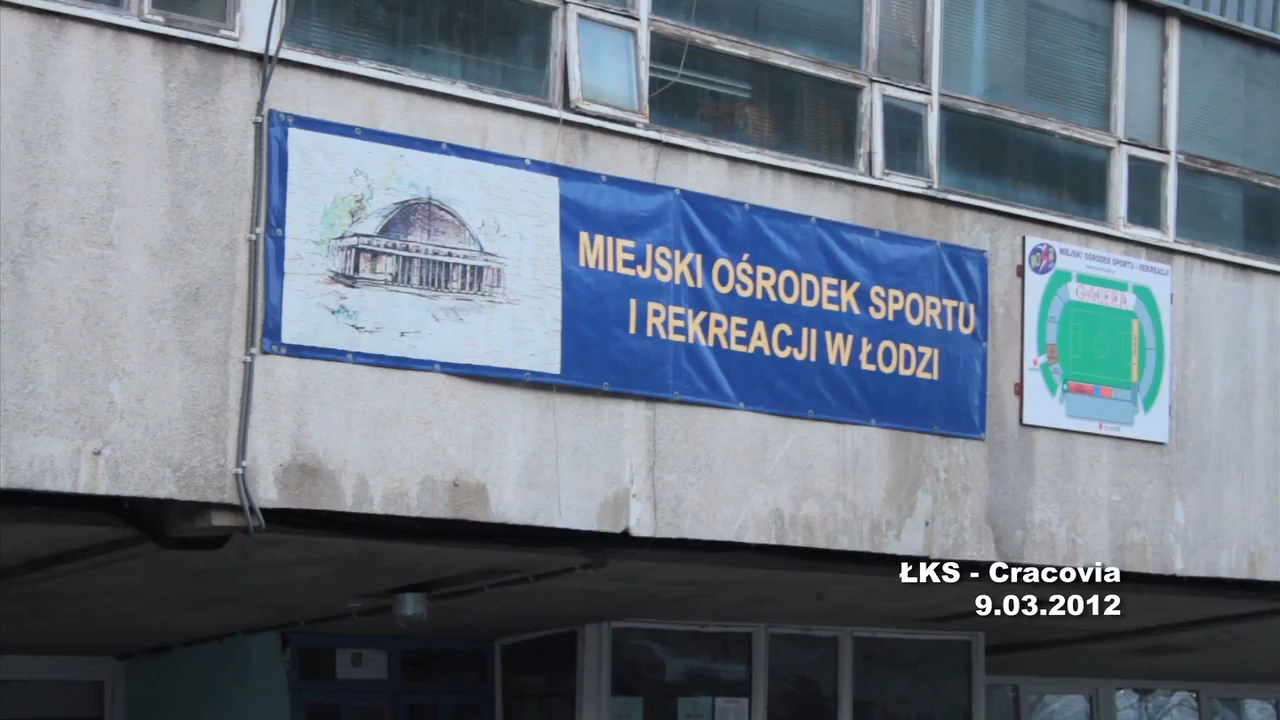 MIEJSKI OŚRODEK SPORTU
I REKREACJI W ŁODZI
MIEJSKI OŚRODEK SPORTU i REKREACJI
ŁKS - Cracovia
9.03.2012